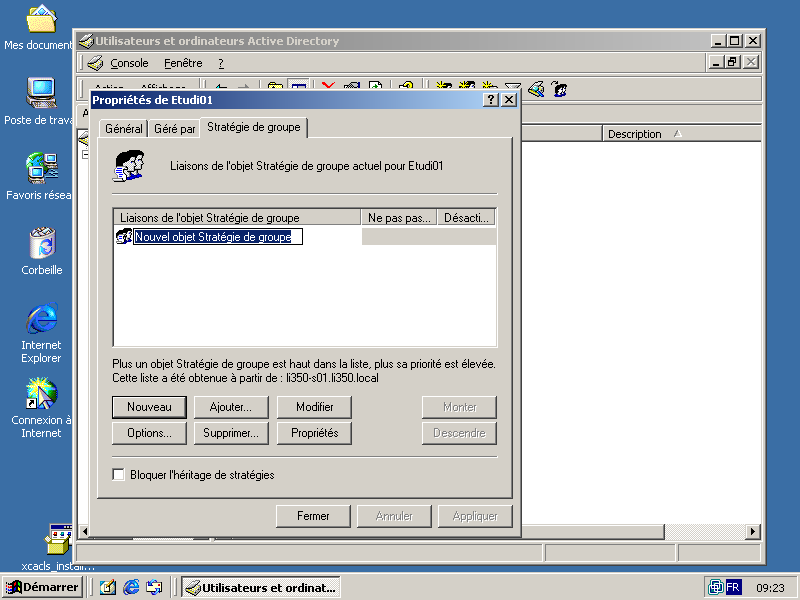 Mes document
Utilisateurs et ordinateurs Active Directory
Console Fenêtre ?
Propriétés de Etudi01
Poste de trava
Général Géré par Stratégie de groupe
Description
Liaisons de l'objet Stratégie de groupe actuel pour Etudi01
Favoris résea
Liaisons de l'objet Stratégie de groupe Ne pas pas... Désacti...
Nouvel objet Stratégie de groupe
Corbeille
Internet
Explorer
Plus un objet Stratégie de groupe est haut dans la liste, plus sa priorité est élevée.
Cette liste a été obtenue à partir de : li350-s01.li350.local
Nouveau Ajouter... Modifier Monter
Connexion à
Internet
Options... Supprimer... Propriétés Descendre
Bloquer l'héritage de stratégies
Fermer Annuler Appliquer
xcacls_install...
Démarrer Utilisateurs et ordinat... FR 09:23